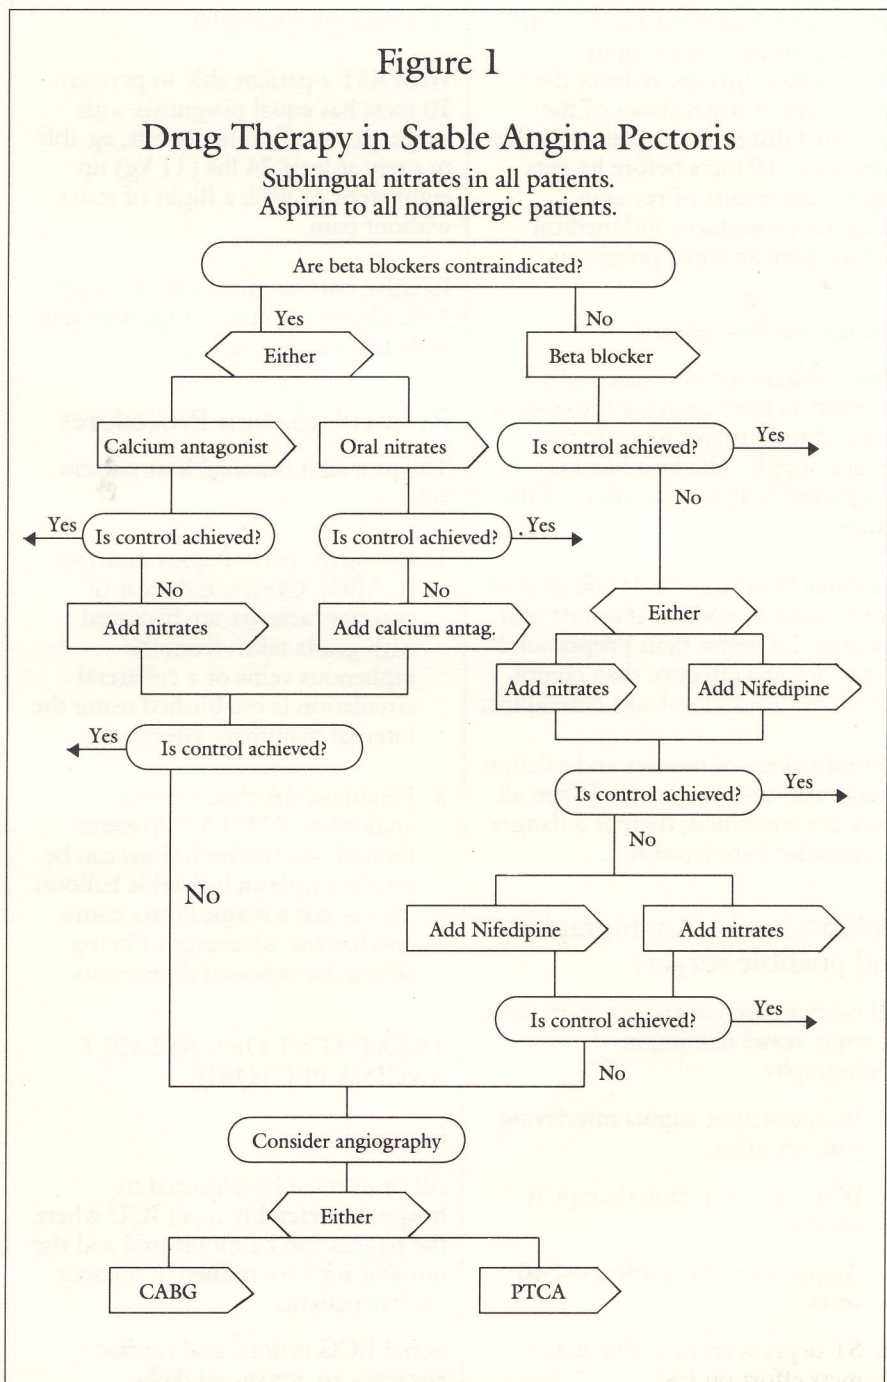 Figure 1
Drug Therapy in Stable Angina Pectoris
Sublingual nitrates in all patients.
Aspirin to all nonallergic patients.
Are beta blockers contraindicated?
Yes
No
Either
Beta blocker
Calcium antagonist
Oral nitrates
Is control achieved?
Yes
No
Yes
Is control achieved?
Is control achieved?
Yes
No
No
Either
Add nitrates
Add calcium antag.
Add nitrates
Add Nifedipine
Yes
Is control achieved?
Is control achieved?
Yes
No
No
Add Nifedipine
Add nitrates
Is control achieved?
Yes
No
Consider angiography
Either
CABG
PTCA